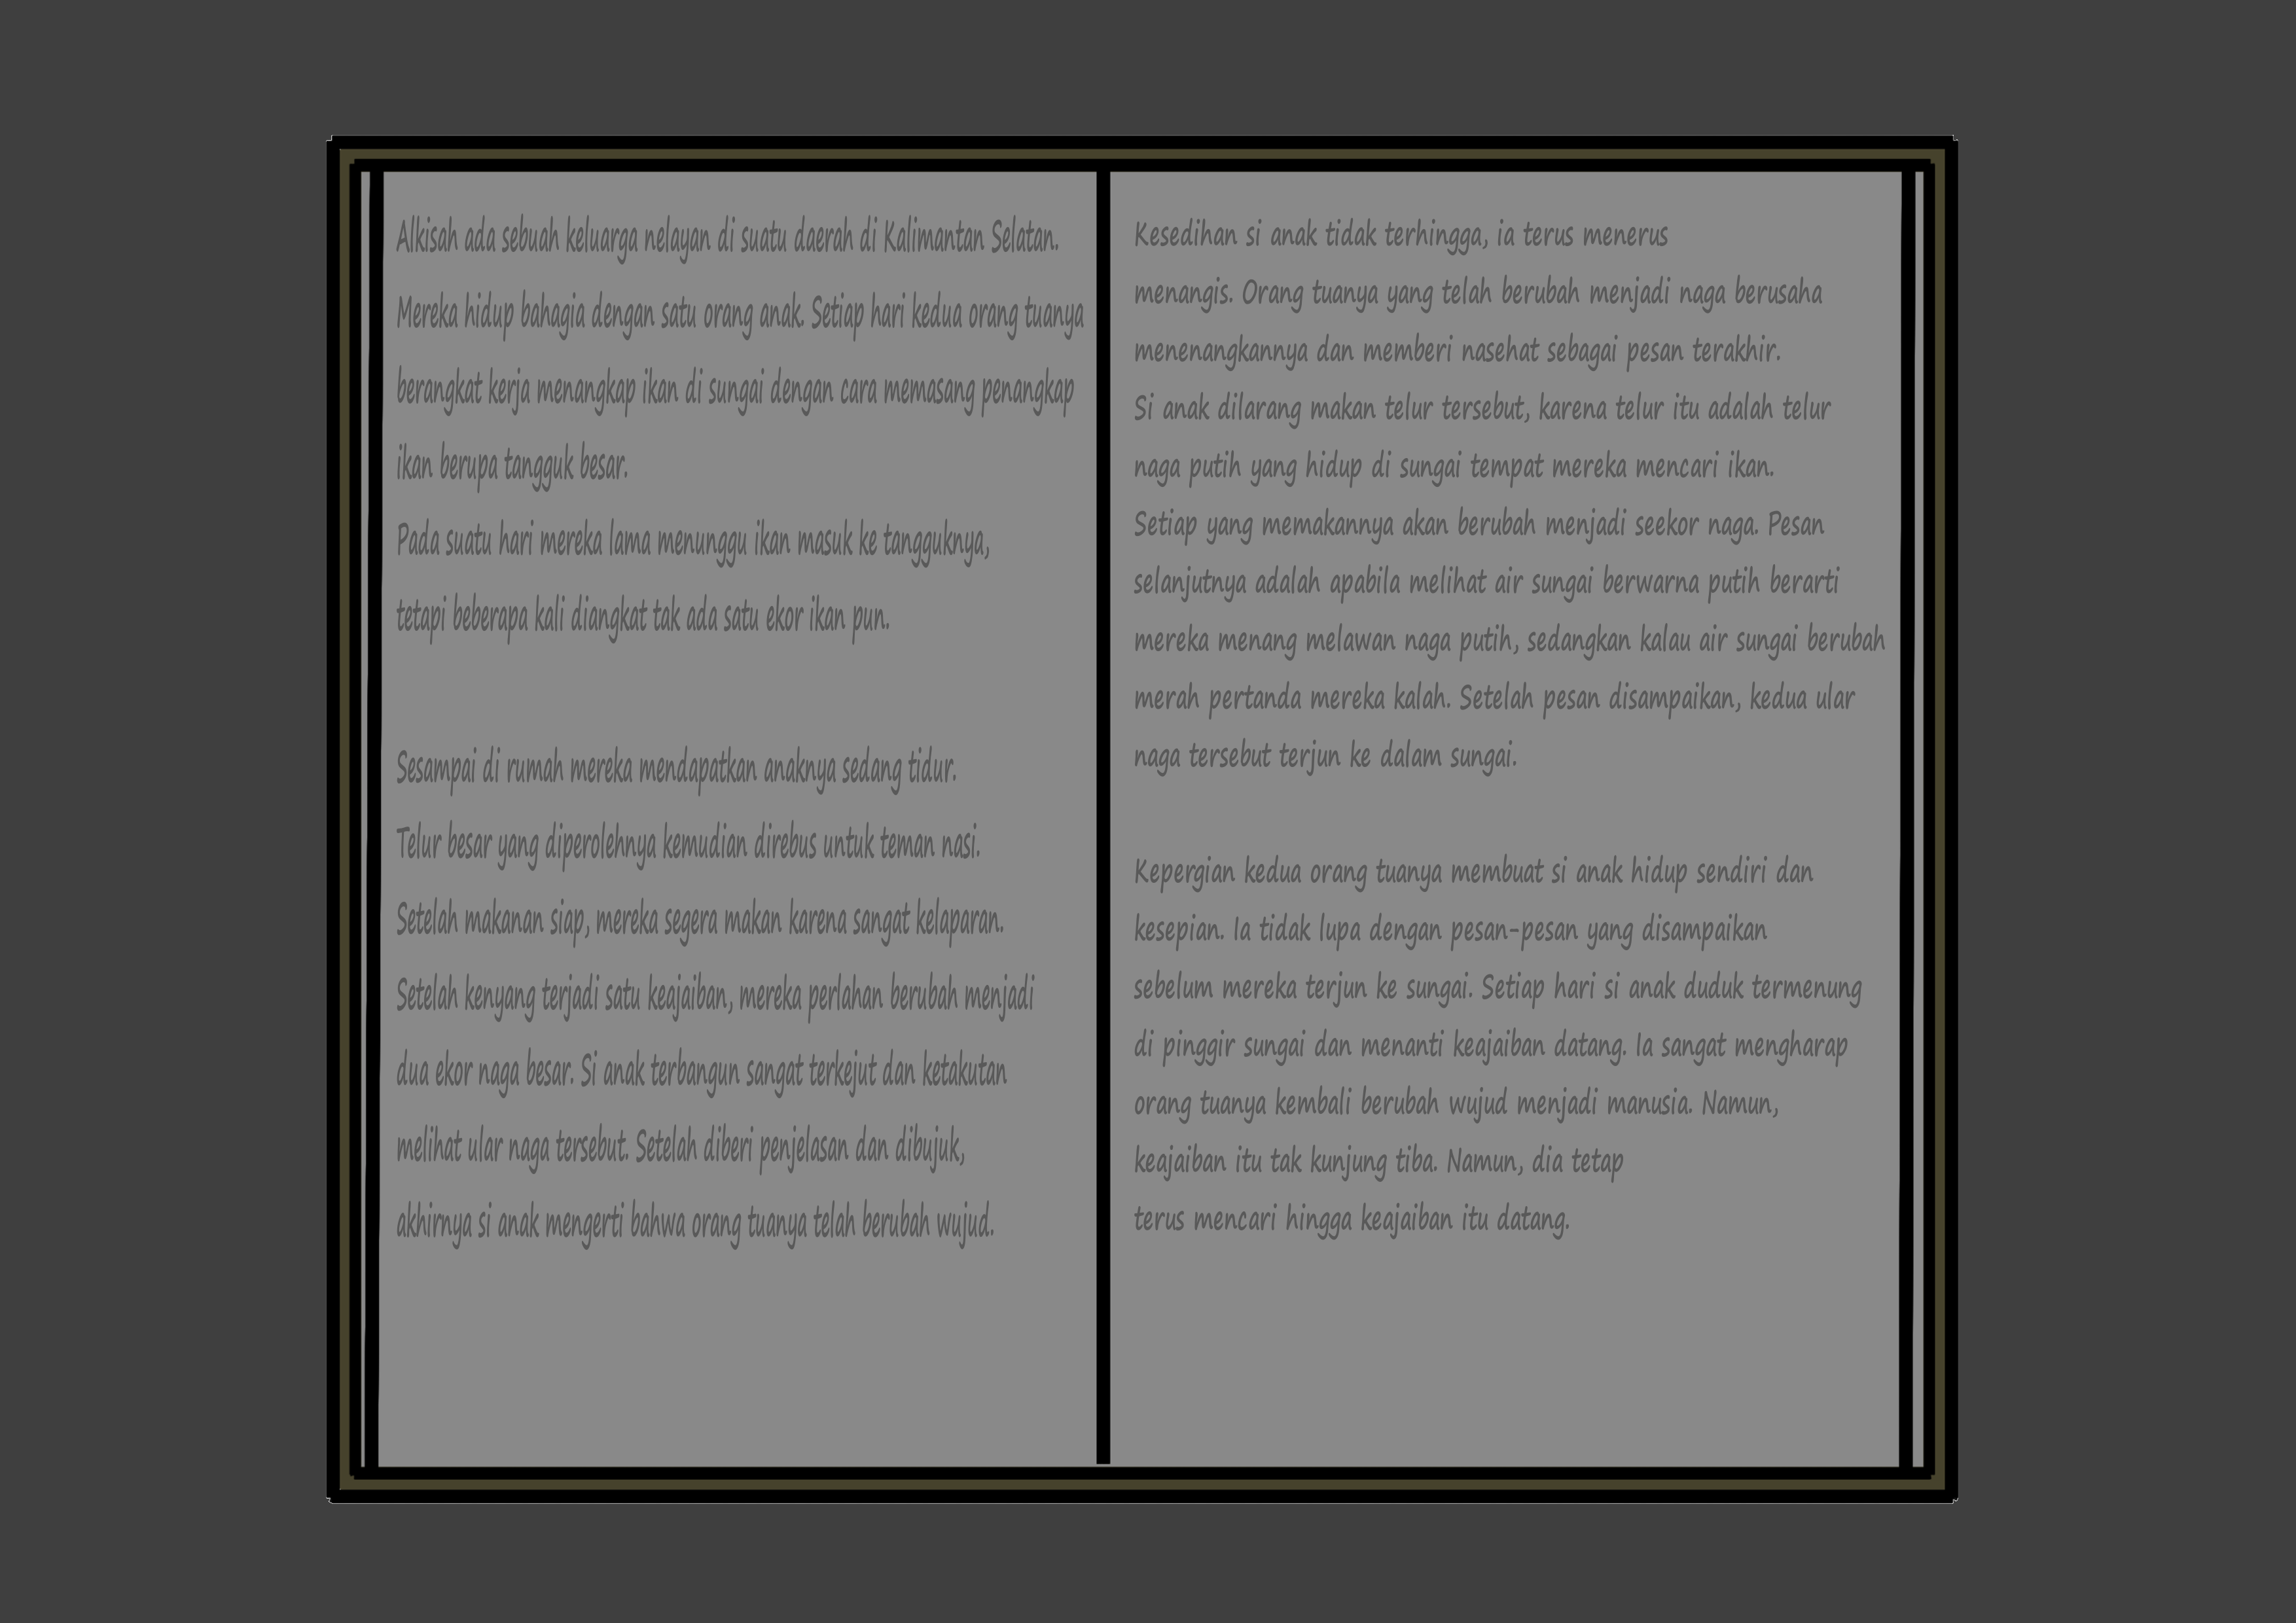 Alkisah ada sebuah keluarga nelayan di suatu daerah di Kalimantan Selatan.
Mereka hidup bahagia dengan satu orang anak. Setiap hari kedua orang tuanya
berangkat kerja menangkap ikan di sungai dengan cara memasang penangkap
ikan berupa tangguk besar.
Pada suatu hari mereka lama menunggu ikan masuk ke tangguknya,
tetapi beberapa kali diangkat tak ada satu ekor ikan pun.
Sesampai di rumah mereka mendapatkan anaknya sedang tidur.
Telur besar yang diperolehnya kemudian direbus untuk teman nasi.
Setelah makanan siap, mereka segera makan karena sangat kelaparan.
Setelah kenyang terjadi satu keajaiban, mereka perlahan berubah menjadi
dua ekor naga besar. Si anak terbangun sangat terkejut dan ketakutan
melihat ular naga tersebut. Setelah diberi penjelasan dan dibujuk,
akhirnya si anak mengerti bahwa orang tuanya telah berubah wujud.
Kesedihan si anak tidak terhingga, ia terus menerus
menangis. Orang tuanya yang telah berubah menjadi naga berusaha
menenangkannya dan memberi nasehat sebagai pesan terakhir.
Si anak dilarang makan telur tersebut, karena telur itu adalah telur
naga putih yang hidup di sungai tempat mereka mencari ikan.
Setiap yang memakannya akan berubah menjadi seekor naga. Pesan
selanjutnya adalah apabila melihat air sungai berwarna putih berarti
mereka menang melawan naga putih, sedangkan kalau air sungai berubah
merah pertanda mereka kalah. Setelah pesan disampaikan, kedua ular
naga tersebut terjun ke dalam sungai.
Kepergian kedua orang tuanya membuat si anak hidup sendiri dan
kesepian. Ia tidak lupa dengan pesan-pesan yang disampaikan
sebelum mereka terjun ke sungai. Setiap hari si anak duduk termenung
di pinggir sungai dan menanti keajaiban datang. Ia sangat mengharap
orang tuanya kembali berubah wujud menjadi manusia. Namun,
keajaiban itu tak kunjung tiba. Namun, dia tetap
terus mencari hingga keajaiban itu datang.